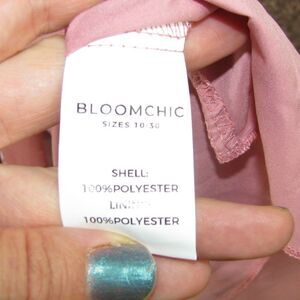 BLOOMCHIC
SIZES 10-30
SHELL:
100%POLYESTER
LINING:
100%POLYESTER